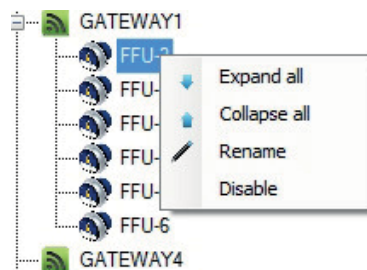 GATEWAY1
FFU-
Expand all
FFU-
Collapse all
FFU-
Rename
FFU-
Disable
FFU-
FFU-6
GATEWAY4